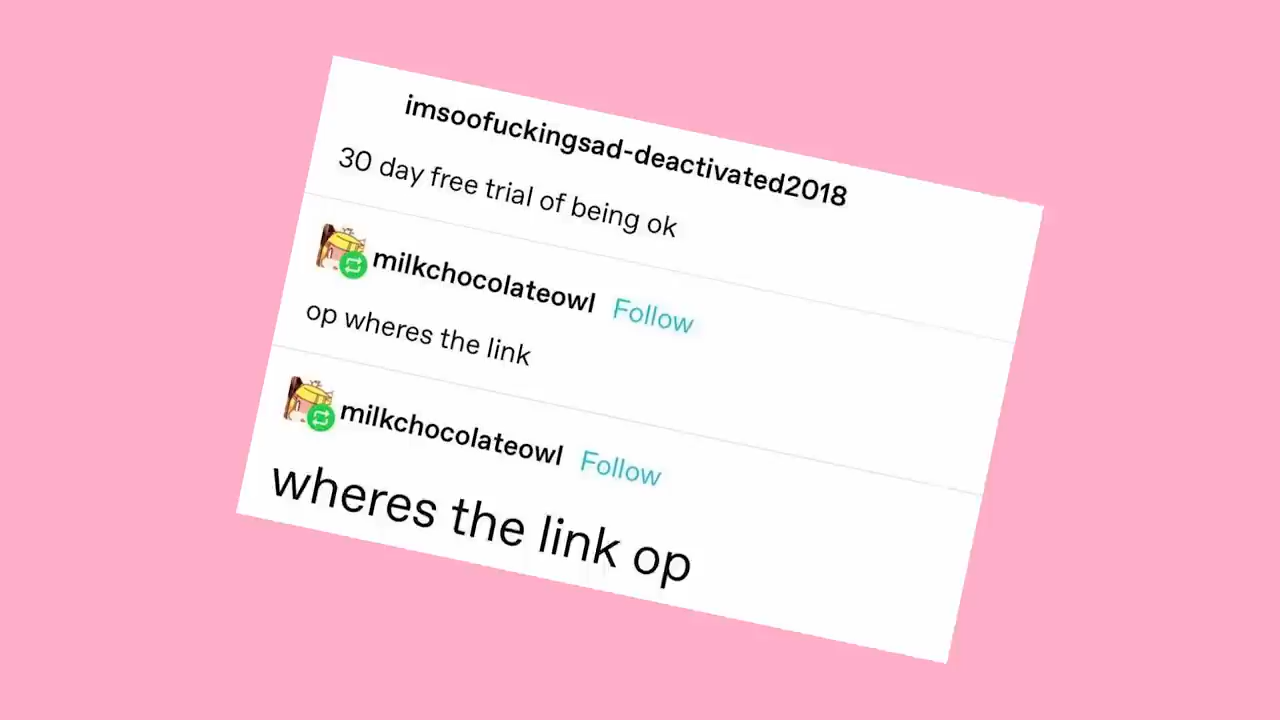 imsoofuckingsad-deactivated2018
30 day free trial of being ok
milkchocolateowl Follow
op wheres the link
milkchocolateowl Follow
wheres the link op